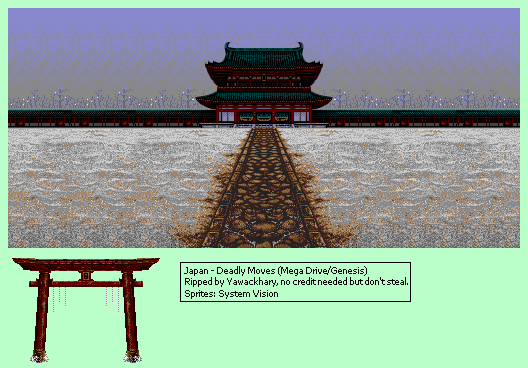 Japan - Deadly Moves (Mega Drive/Genesis)
Ripped by Yawackhary, no credit needed but don't steal.
Sprites: System Vision